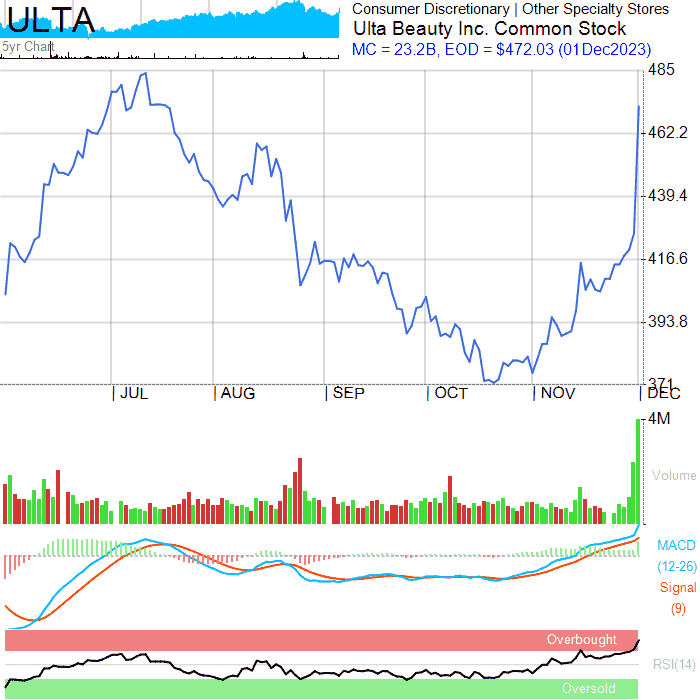 ULTA
5yr Chart
Consumer Discretionary | Other Specialty Stores
Ulta Beauty Inc. Common Stock
MC = 23.2B, EOD = $472.03 (01Dec2023)
485
462.2
439.4
416.6
393.8
371
JUL AUG SEP OCT NOV DEC
4M
Volume
MACD
(12-26)
Signal
(9)
Overbought
RSI(14)
Oversold